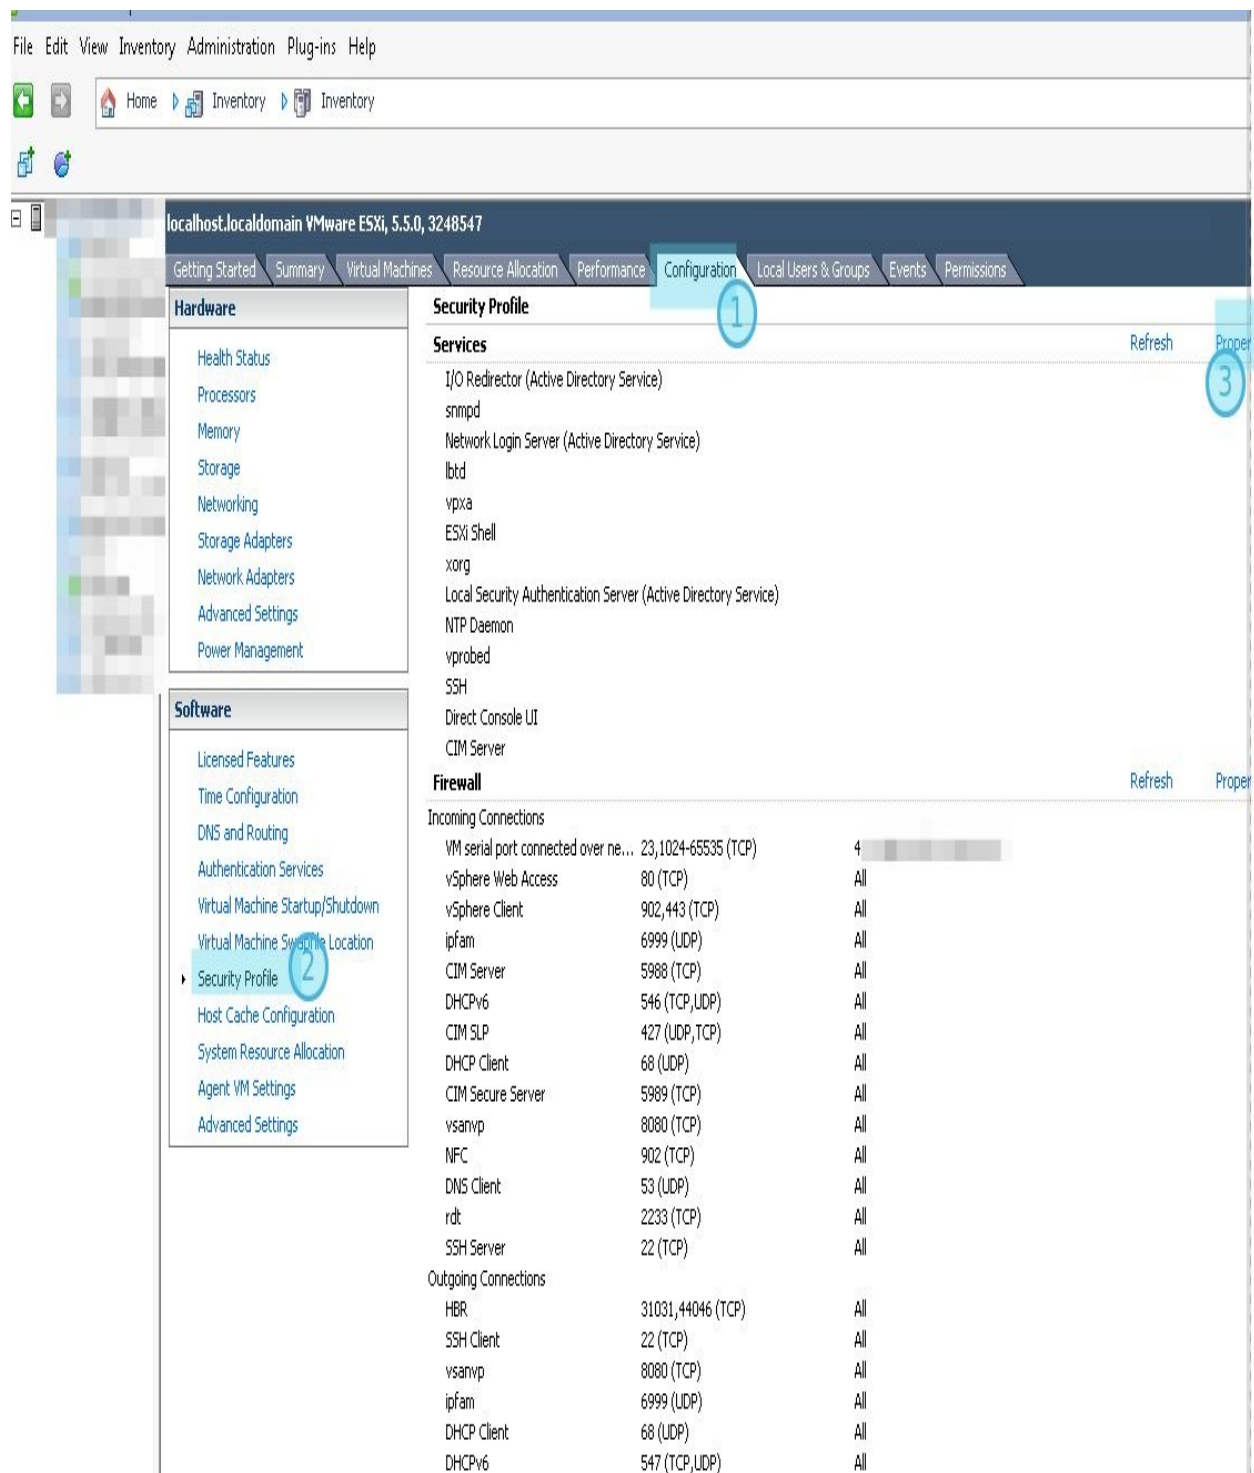 File Edit View Inventory Administration Plug-ins Help
Home Inventory Inventory
localhost.localdomain VMware ESXi, 5.5.0, 3248547
Getting Started Summary Virtual Machines Resource Allocation Performance Configuration Local Users & Groups Events Permissions
1
Hardware
Health Status
Processors
Memory
Storage
Networking
Storage Adapters
Network Adapters
Advanced Settings
Power Management
Software
Licensed Features
Time Configuration
DNS and Routing
Authentication Services
Virtual Machine Startup/Shutdown
Virtual Machine Swapfile Location
Security Profile
2
Host Cache Configuration
System Resource Allocation
Agent VM Settings
Advanced Settings
Security Profile
Services Refresh Proper
3
I/O Redirector (Active Directory Service)
snmpd
Network Login Server (Active Directory Service)
lbtd
vpxa
ESXi Shell
xorg
Local Security Authentication Server (Active Directory Service)
NTP Daemon
vprobed
SSH
Direct Console UI
CIM Server
Firewall Refresh Proper
Incoming Connections
VM serial port connected over ne... 23,1024-65535 (TCP) 4
vSphere Web Access 80 (TCP) All
vSphere Client 902,443 (TCP) All
ipfam 6999 (UDP) All
CIM Server 5988 (TCP) All
DHCPv6 546 (TCP,UDP) All
CIM SLP 427 (UDP,TCP) All
DHCP Client 68 (UDP) All
CIM Secure Server 5989 (TCP) All
vsanvp 8080 (TCP) All
NFC 902 (TCP) All
DNS Client 53 (UDP) All
rdt 2233 (TCP) All
SSH Server 22 (TCP) All
Outgoing Connections
HBR 31031,44046 (TCP) All
SSH Client 22 (TCP) All
vsanvp 8080 (TCP) All
ipfam 6999 (UDP) All
DHCP Client 68 (UDP) All
DHCPv6 547 (TCP,UDP) All